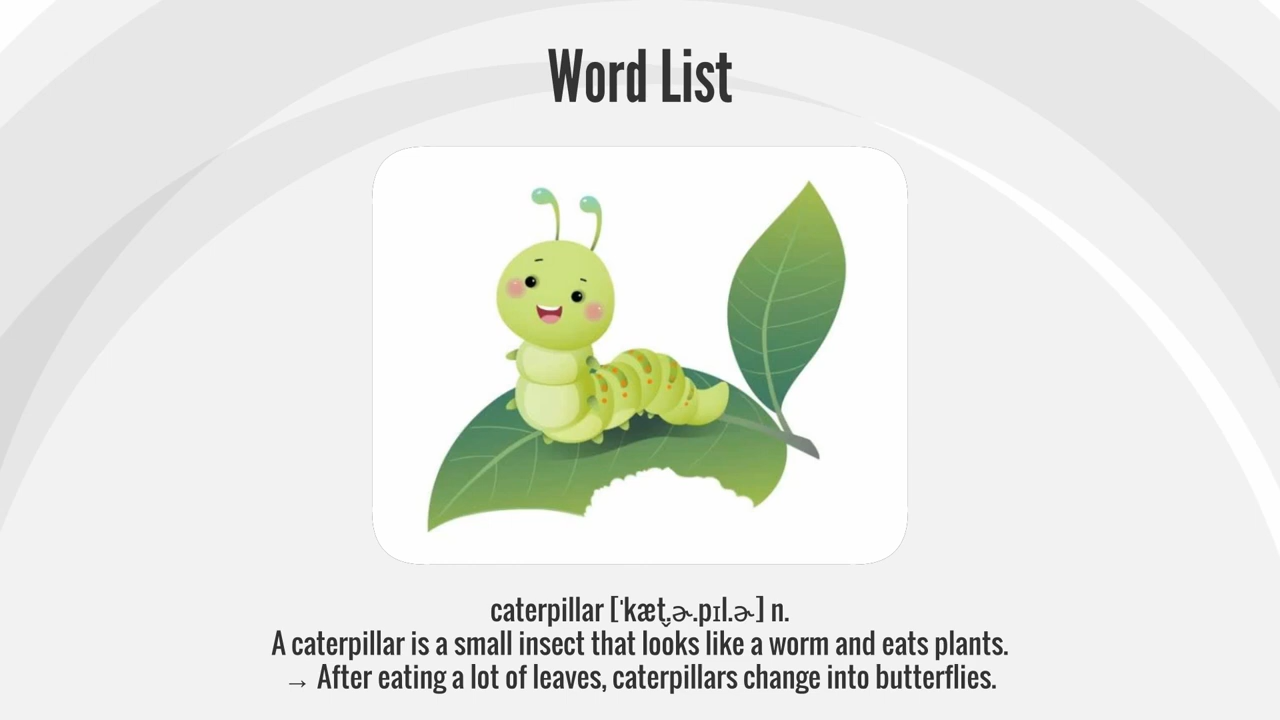 Word List
caterpillar [ˈkæt̬.ɚ.pɪl.ɚ] n.
A caterpillar is a small insect that looks like a worm and eats plants.
→ After eating a lot of leaves, caterpillars change into butterflies.